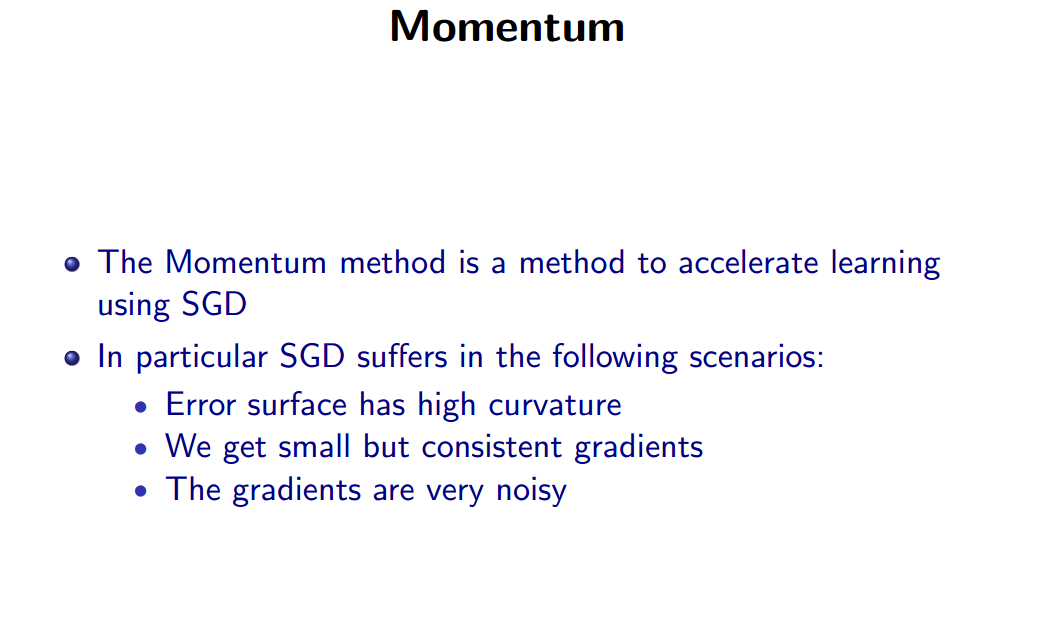 Momentum
The Momentum method is a method to accelerate learning
using SGD
In particular SGD suffers in the following scenarios:
Error surface has high curvature
We get small but consistent gradients
The gradients are very noisy